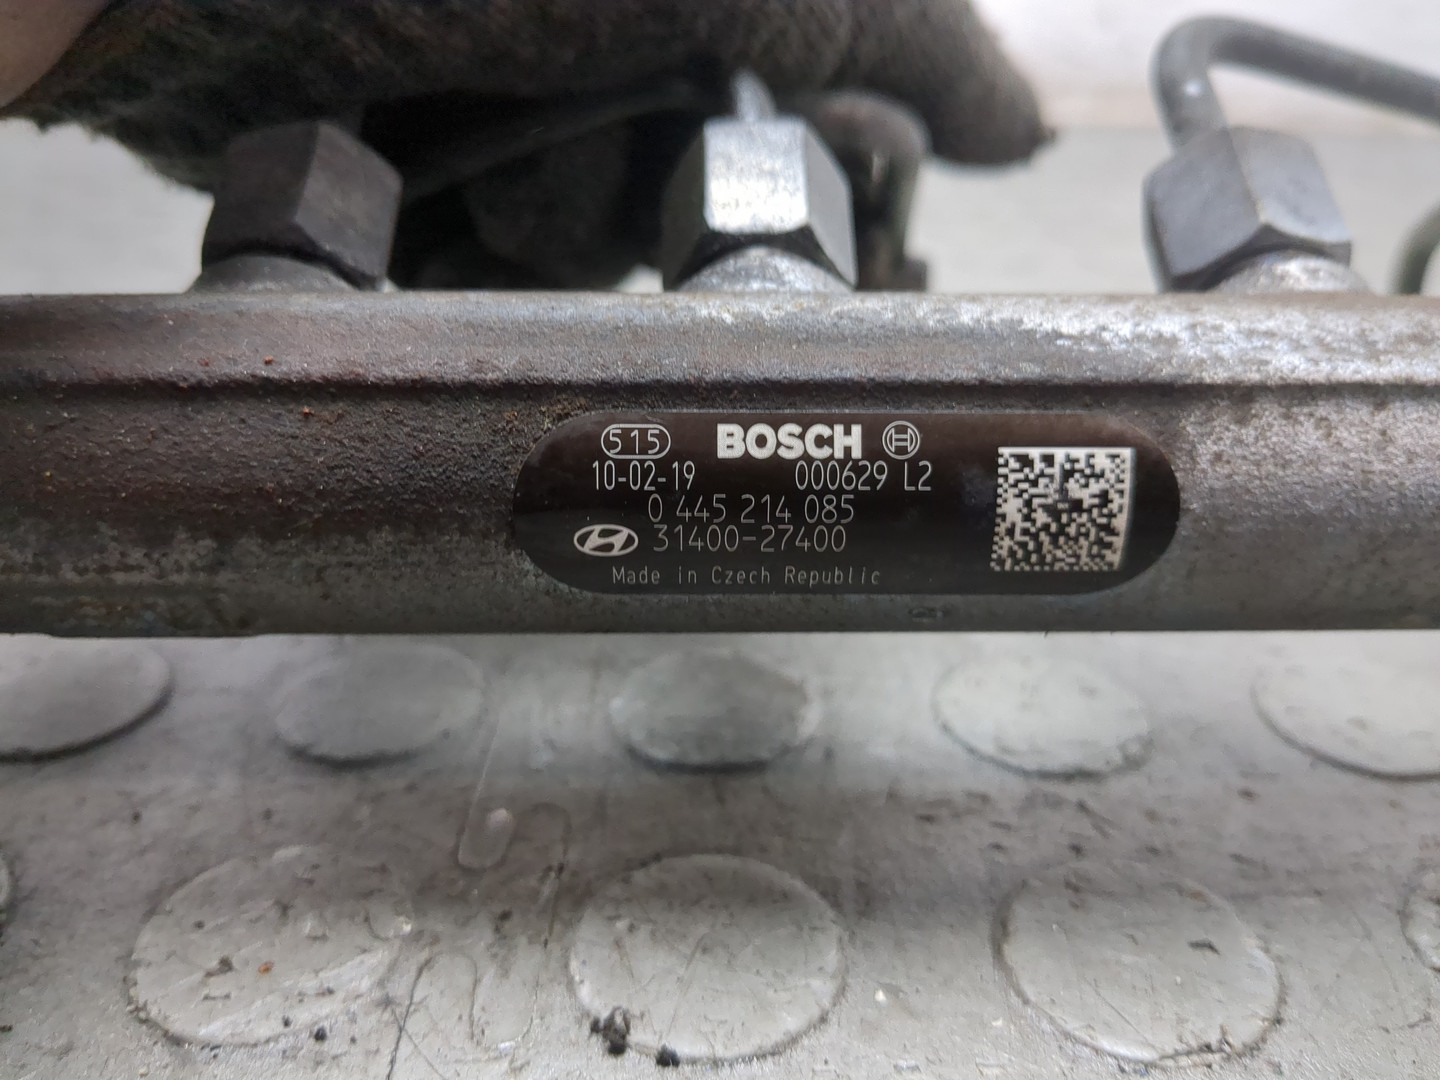 515 BOSCH
10-02-19 000629 L2
0 445 214 085
31400-27400
Made in Czech Republic